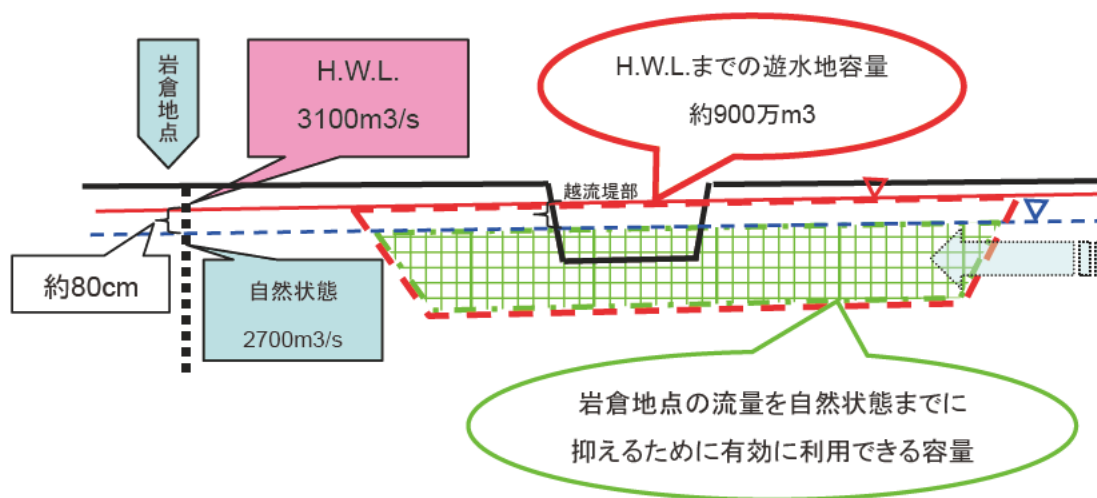 岩倉地点
H.W.L.
3100m3/s
H.W.L.までの遊水地容量
約900万m3
越流堤部
約80cm
自然状態
2700m3/s
岩倉地点の流量を自然状態までに
抑えるために有効に利用できる容量